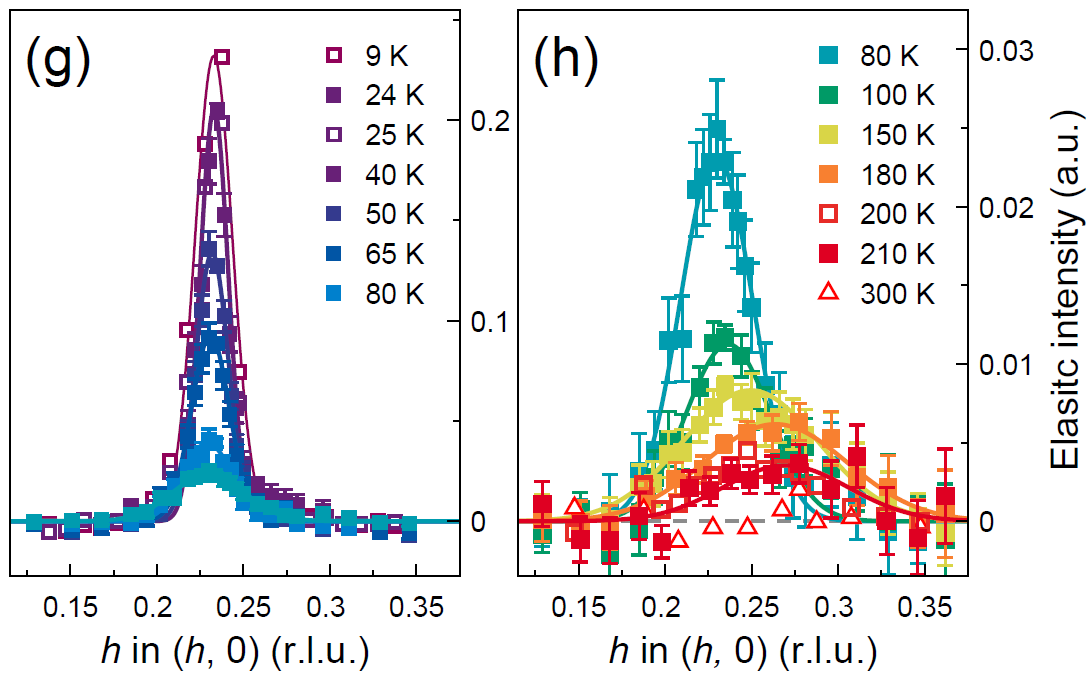 (g)
9 K
24 K
25 K
40 K
50 K
65 K
80 K
0.2
0.1
0
0.15
0.2
0.25
0.3
0.35
h in (h, 0) (r.l.u.)
(h)
80 K
100 K
150 K
180 K
200 K
210 K
300 K
0.03
0.02
0.01
0
Elasitc intensity (a.u.)
0.15
0.2
0.25
0.3
0.35
h in (h, 0) (r.l.u.)